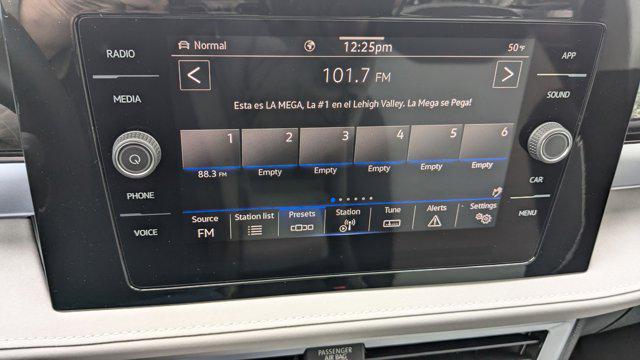 RADIO
MEDIA
PHONE
VOICE
Normal
12:25pm
50°F
< 101.7 FM >
Esta es LA MEGA, La #1 en el Lehigh Valley. La Mega se Pega!
1 2 3 4 5 6
88.3 FM Empty Empty Empty Empty Empty
Source Station list Presets Station Tune Alerts Settings
FM
APP
SOUND
CAR
MENU
PASSENGER
AIR BAG